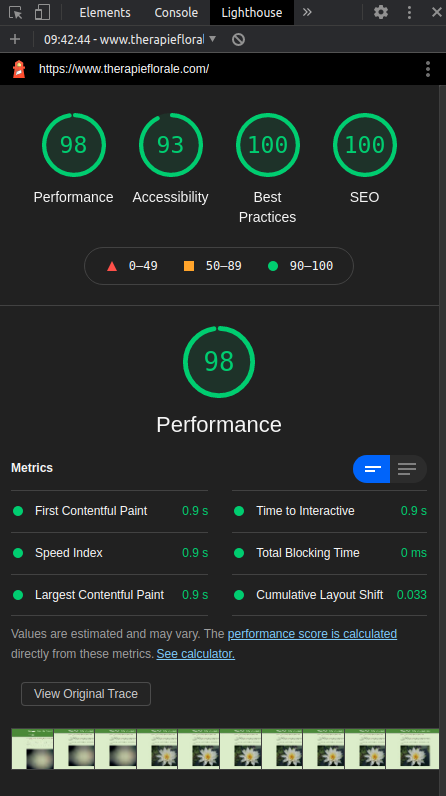 Elements Console Lighthouse »
+ 09:42:44 - www.therapiefloral
https://www.therapieflorale.com/
98 93 100 100
Performance Accessibility Best SEO
Practices
0–49 50–89 90–100
98
Performance
Metrics
First Contentful Paint 0.9 s Time to Interactive 0.9 s
Speed Index 0.9 s Total Blocking Time 0 ms
Largest Contentful Paint 0.9 s Cumulative Layout Shift 0.033
Values are estimated and may vary. The performance score is calculated
directly from these metrics. See calculator.
View Original Trace